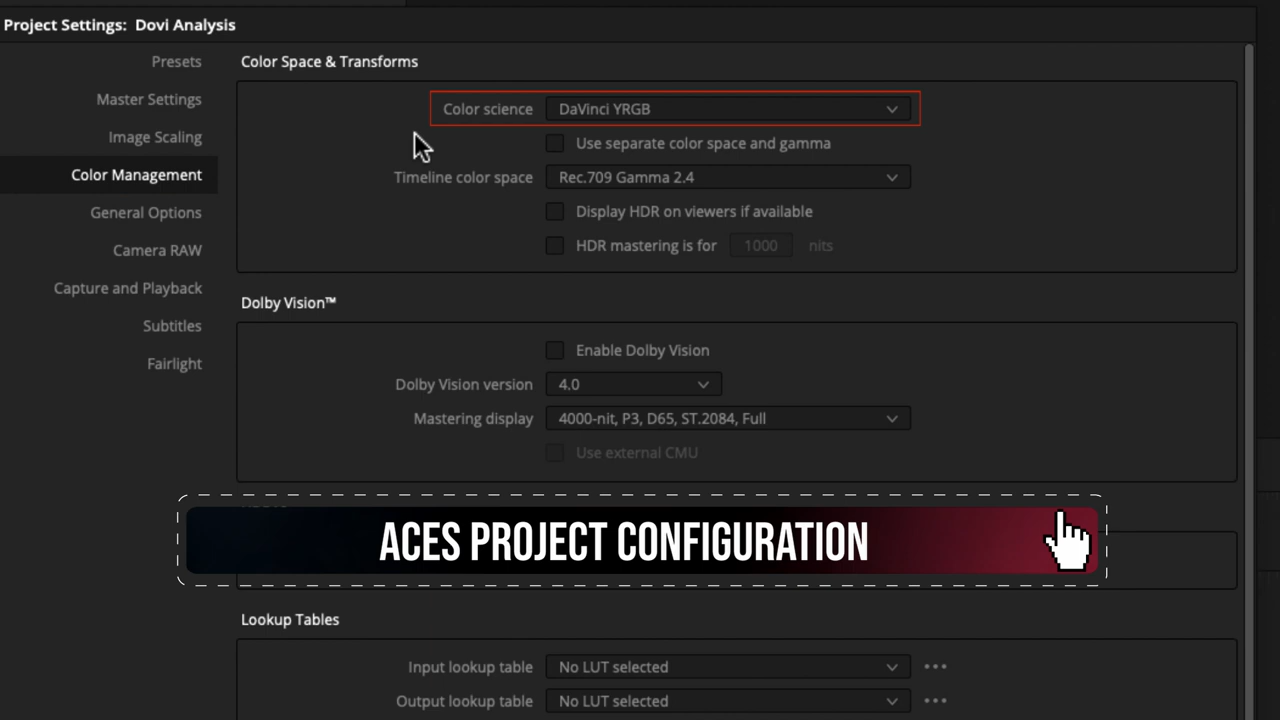 Project Settings: Dovi Analysis
Presets
Master Settings
Image Scaling
Color Management
General Options
Camera RAW
Capture and Playback
Subtitles
Fairlight
Color Space & Transforms
Color science DaVinci YRGB
Use separate color space and gamma
Timeline color space Rec.709 Gamma 2.4
Display HDR on viewers if available
HDR mastering is for 1000 nits
Dolby Vision™
Enable Dolby Vision
Dolby Vision version 4.0
Mastering display 4000-nit, P3, D65, ST.2084, Full
Use external CMU
ACES PROJECT CONFIGURATION
Lookup Tables
Input lookup table No LUT selected
Output lookup table No LUT selected